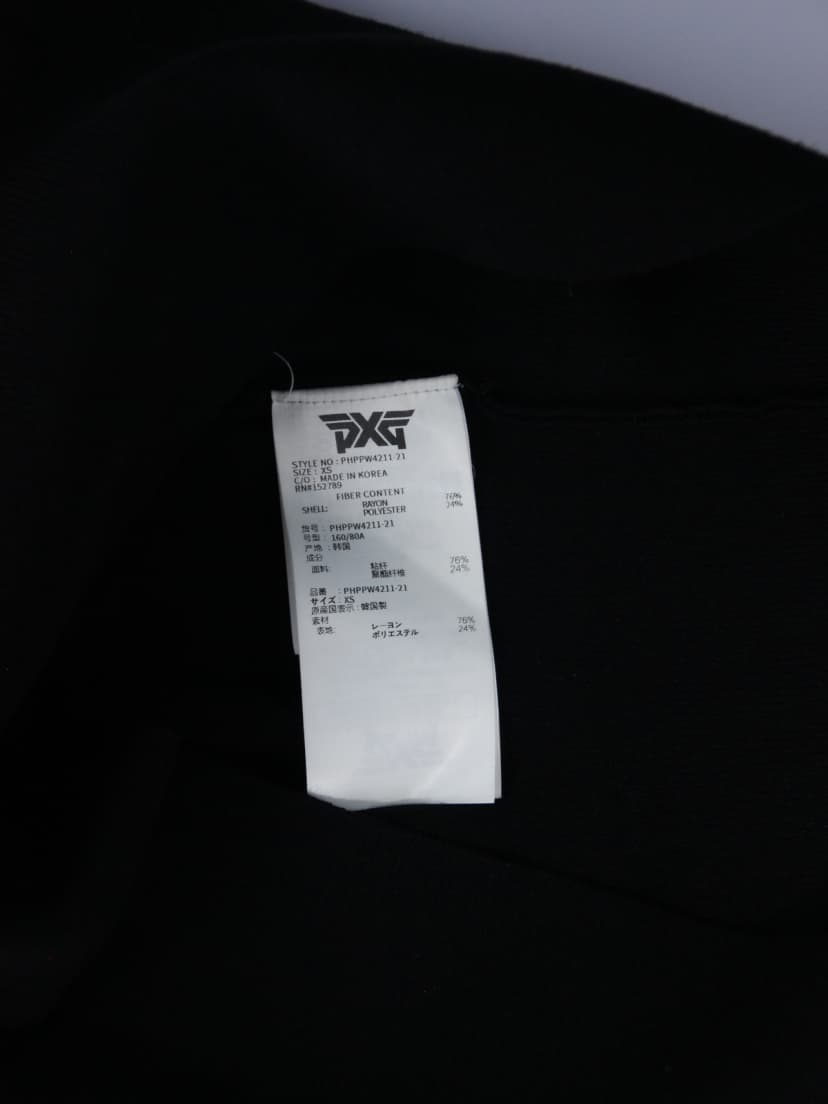 PXG
STYLE NO : PHPPW4211-21
SIZE : XS
C/O : MADE IN KOREA
RN#152789
FIBER CONTENT
SHELL: RAYON 76%
POLYESTER 24%
货号 : PHPPW4211-21
号型 : 160/80A
产地 : 韩国
成分
面料: 粘纤 76%
聚酯纤维 24%
品番 : PHPPW4211-21
サイズ : XS
原産国表示 : 韓国製
素材
表地: レーヨン 76%
ポリエステル 24%